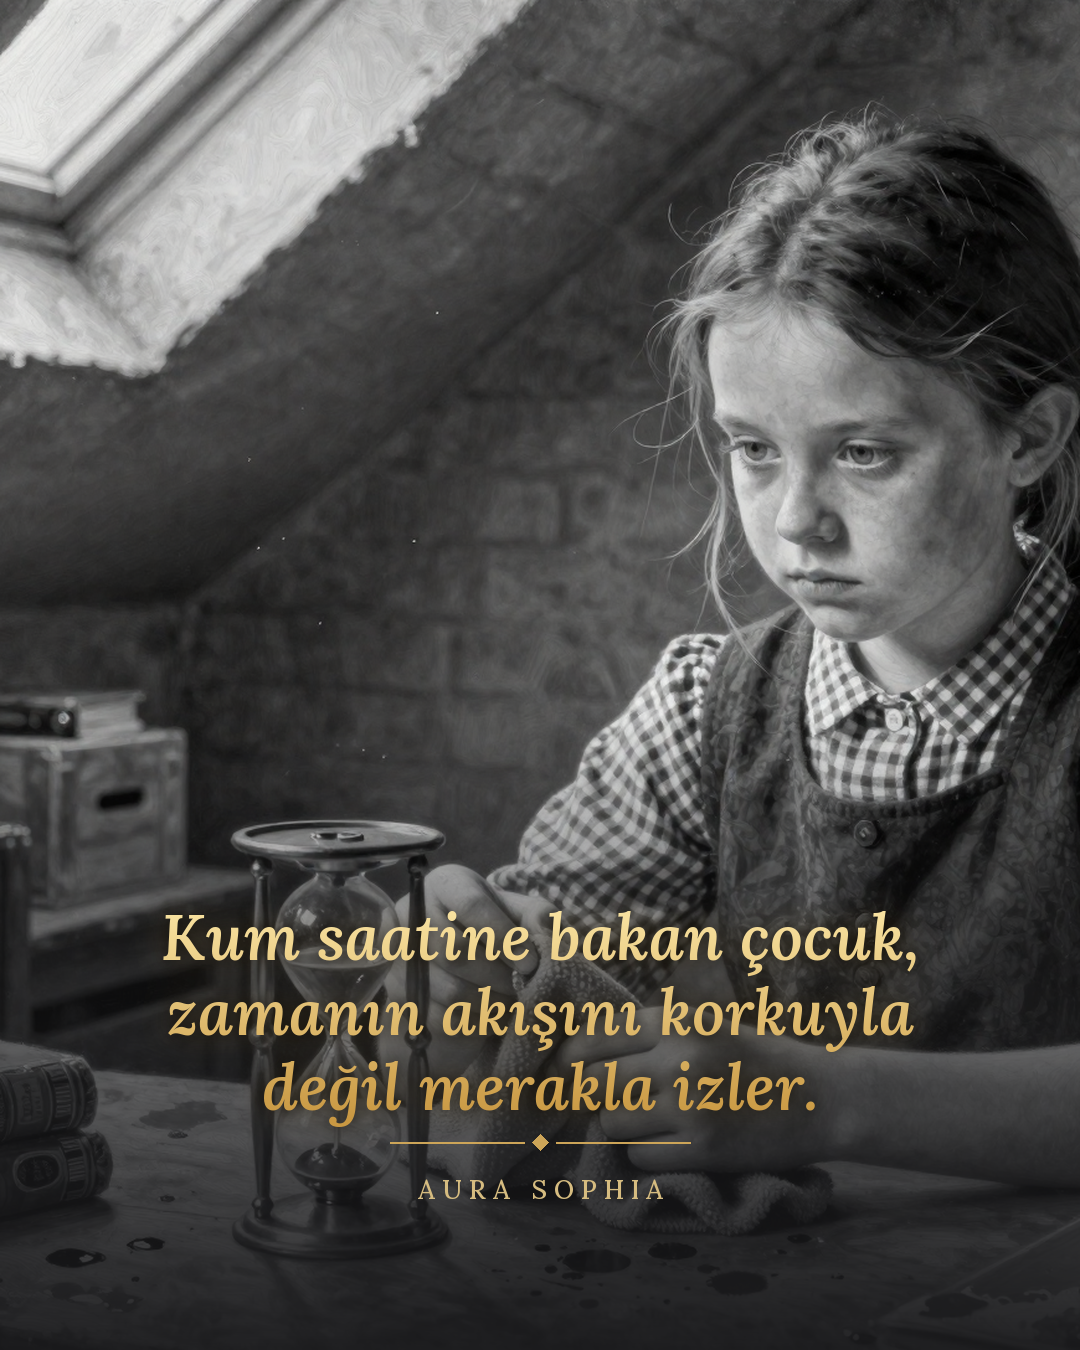 Kum saatine bakan çocuk,
zamanın akışını korkuyla
değil merakla izler.
AURA SOPHIA